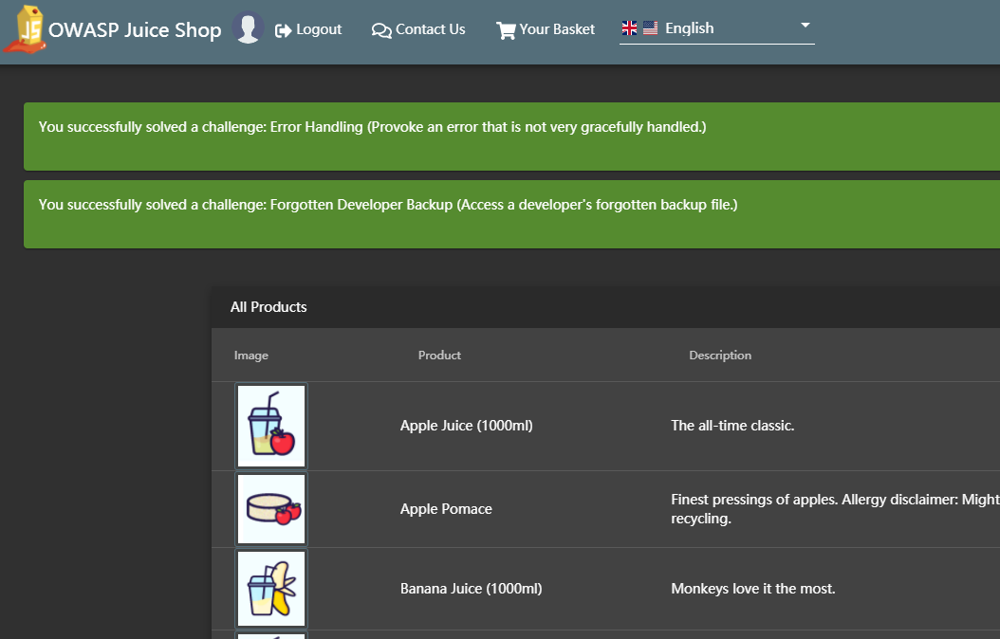 JS
OWASP Juice Shop Logout Contact Us Your Basket English
You successfully solved a challenge: Error Handling (Provoke an error that is not very gracefully handled.)
You successfully solved a challenge: Forgotten Developer Backup (Access a developer's forgotten backup file.)
All Products
Image Product Description
Apple Juice (1000ml) The all-time classic.
Apple Pomace Finest pressings of apples. Allergy disclaimer: Might
recycling.
Banana Juice (1000ml) Monkeys love it the most.